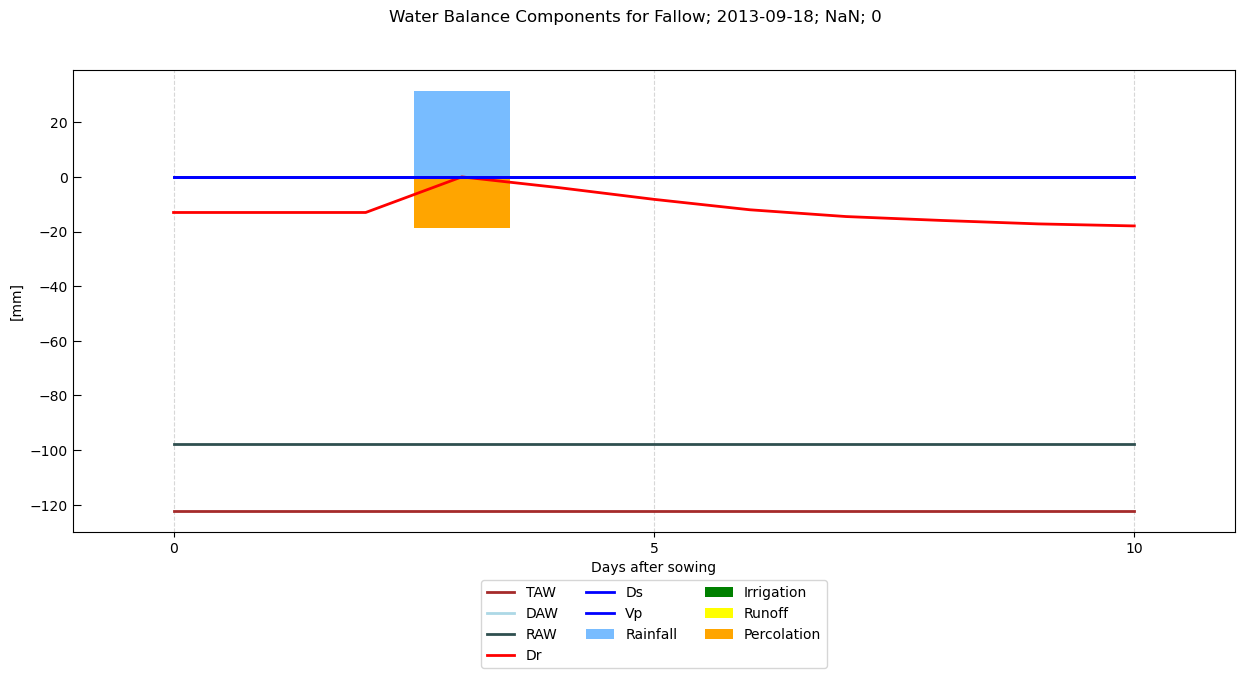 Water Balance Components for Fallow; 2013-09-18; NaN; 0
20
0
−20
−40
−60
−80
−100
−120
[mm]
0 5 10
Days after sowing
TAW Ds Irrigation
DAW Vp Runoff
RAW Rainfall Percolation
Dr